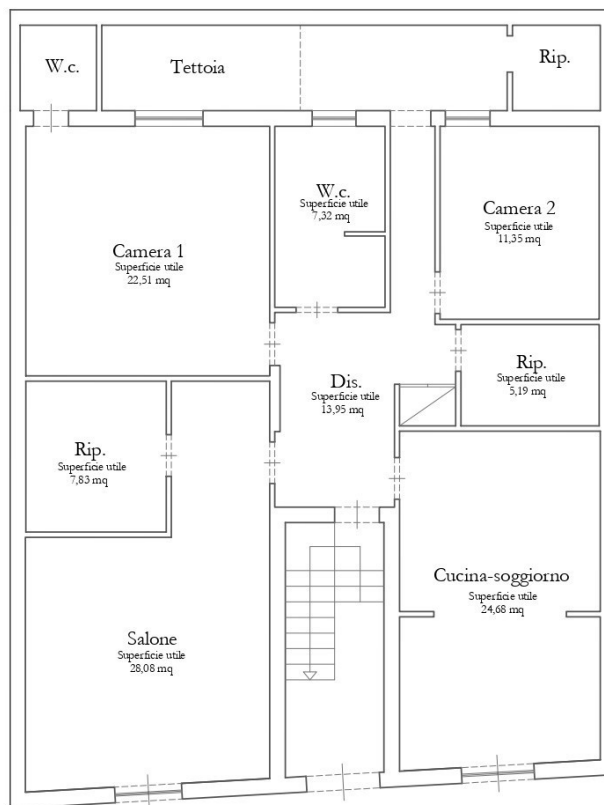 W.c.
Tettoia
Rip.
W.c.
Superficie utile
7,32 mq
Camera 2
Superficie utile
11,35 mq
Camera 1
Superficie utile
22,51 mq
Rip.
Superficie utile
5,19 mq
Dis.
Superficie utile
13,95 mq
Rip.
Superficie utile
7,83 mq
Cucina-soggiorno
Superficie utile
24,68 mq
Salone
Superficie utile
28,08 mq